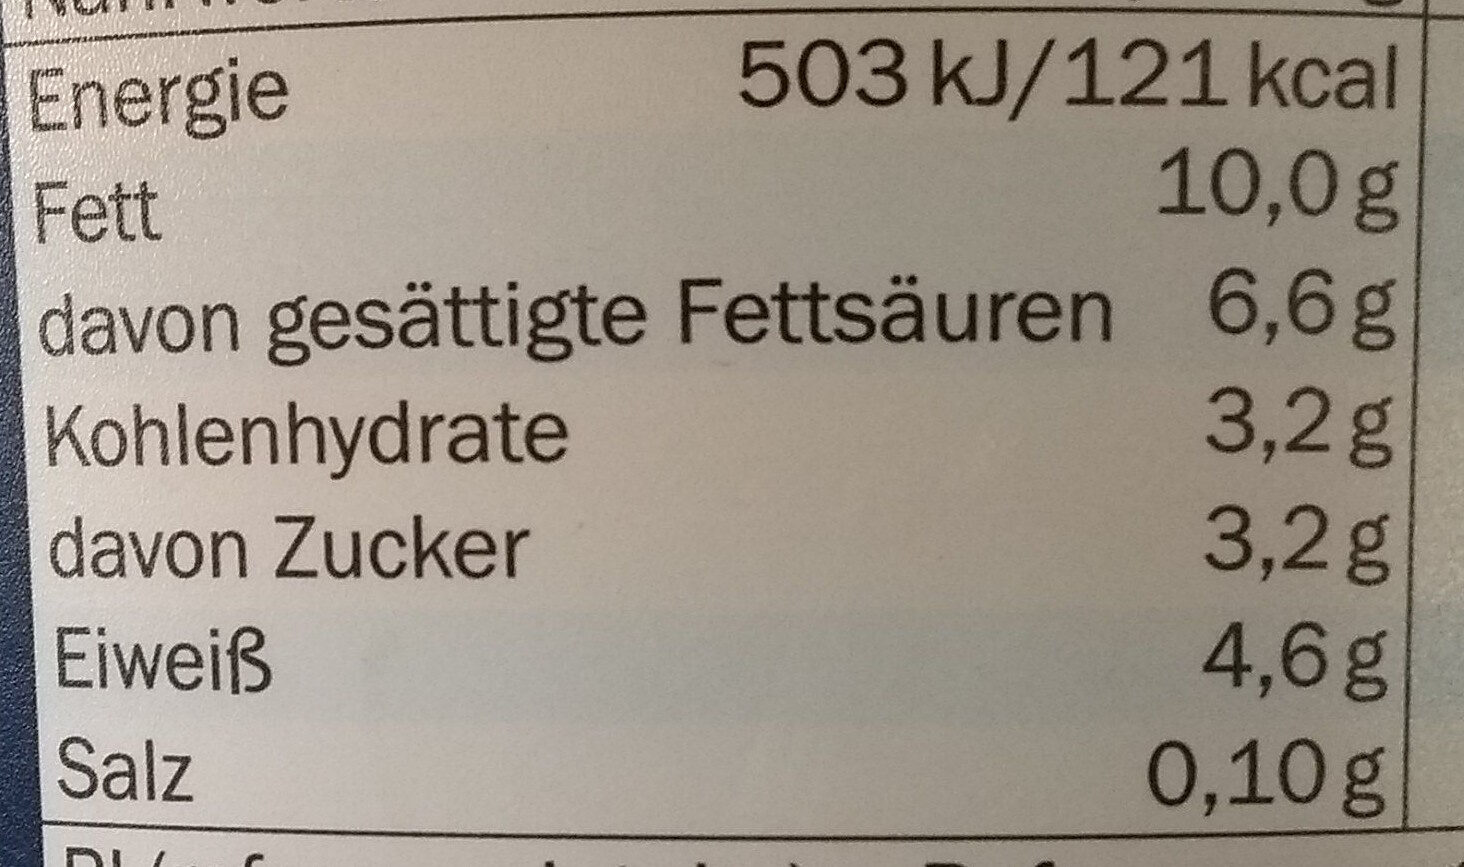 Energie 503 kJ/121 kcal
Fett 10,0 g
davon gesättigte Fettsäuren 6,6 g
Kohlenhydrate 3,2 g
davon Zucker 3,2 g
Eiweiß 4,6 g
Salz 0,10 g